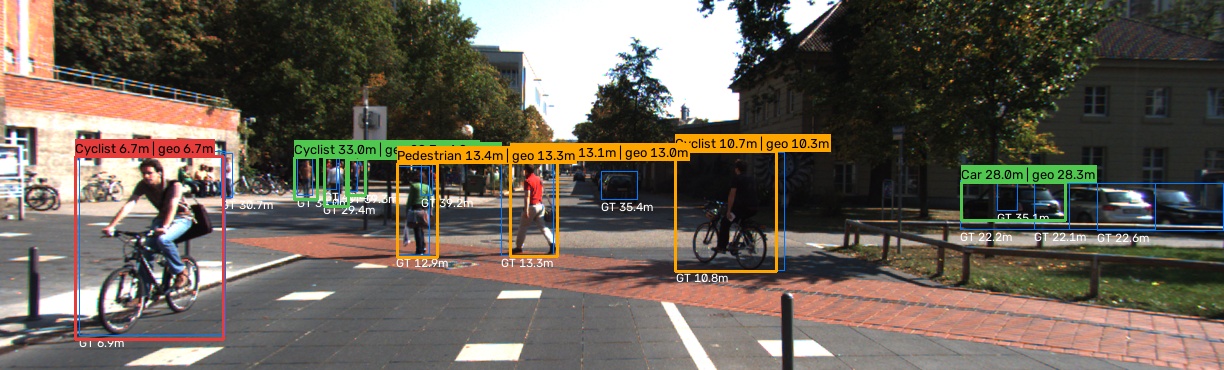 Cyclist 6.7m | geo 6.7m
Cyclist 33.0m | ge
Pedestrian 13.4m | geo 13.3m
13.1m | geo 13.0m
Cyclist 10.7m | geo 10.3m
Car 28.0m | geo 28.3m
GT 30.7m
GT 29.4m
GT 39.2m
GT 35.4m
GT 35.1m
GT 22.2m
GT 22.1m
GT 22.6m
GT 12.9m
GT 13.3m
GT 10.8m
GT 6.9m